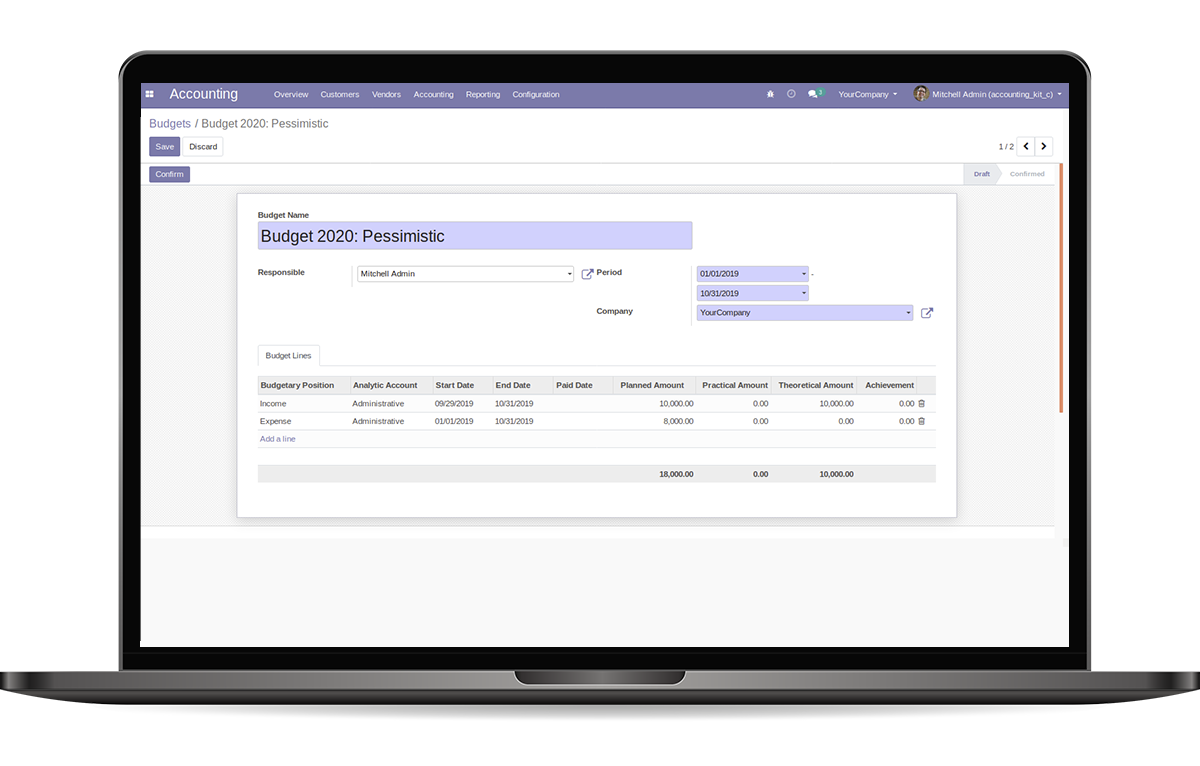 Accounting Overview Customers Vendors Accounting Reporting Configuration 3 YourCompany Mitchell Admin (accounting_kit_c)
Budgets / Budget 2020: Pessimistic
Save Discard 1 / 2
Confirm Draft Confirmed
Budget Name
Budget 2020: Pessimistic
Responsible Mitchell Admin Period 01/01/2019 -
10/31/2019
Company YourCompany
Budget Lines
Budgetary Position Analytic Account Start Date End Date Paid Date Planned Amount Practical Amount Theoretical Amount Achievement
Income Administrative 09/29/2019 10/31/2019 10,000.00 0.00 10,000.00 0.00
Expense Administrative 01/01/2019 10/31/2019 8,000.00 0.00 0.00 0.00
Add a line
18,000.00 0.00 10,000.00